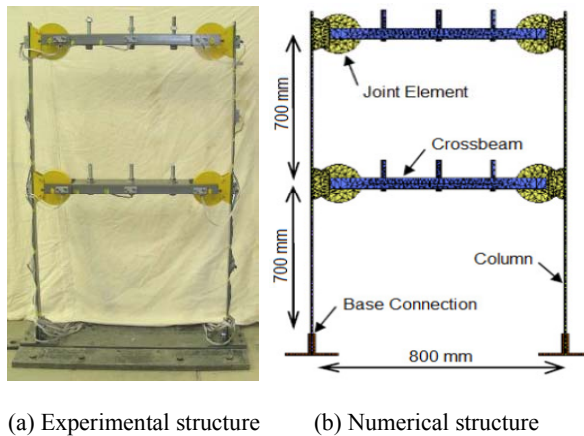 700 mm
Joint Element
Crossbeam
700 mm
Column
Base Connection
800 mm
(a) Experimental structure
(b) Numerical structure